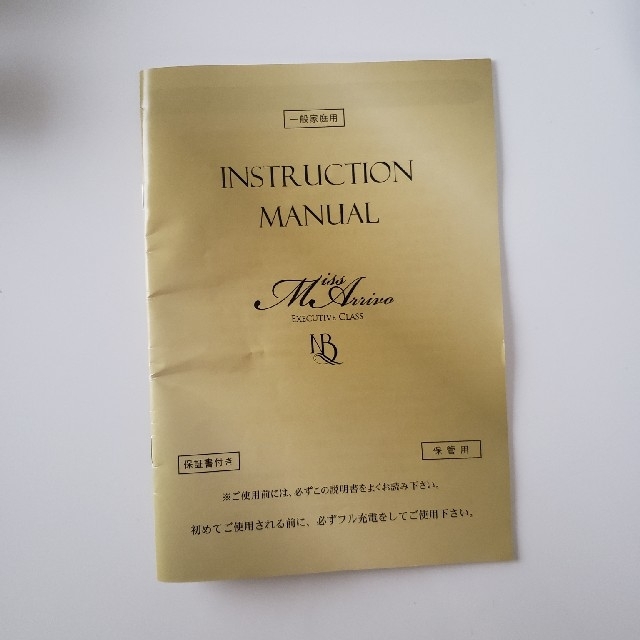 一般家庭用
INSTRUCTION
MANUAL
Miss Arrivo
EXECUTIVE CLASS
NB
保証書付き
保管用
※ご使用前には、必ずこの説明書をよくお読み下さい。
初めてご使用される前に、必ずフル充電をしてご使用下さい。